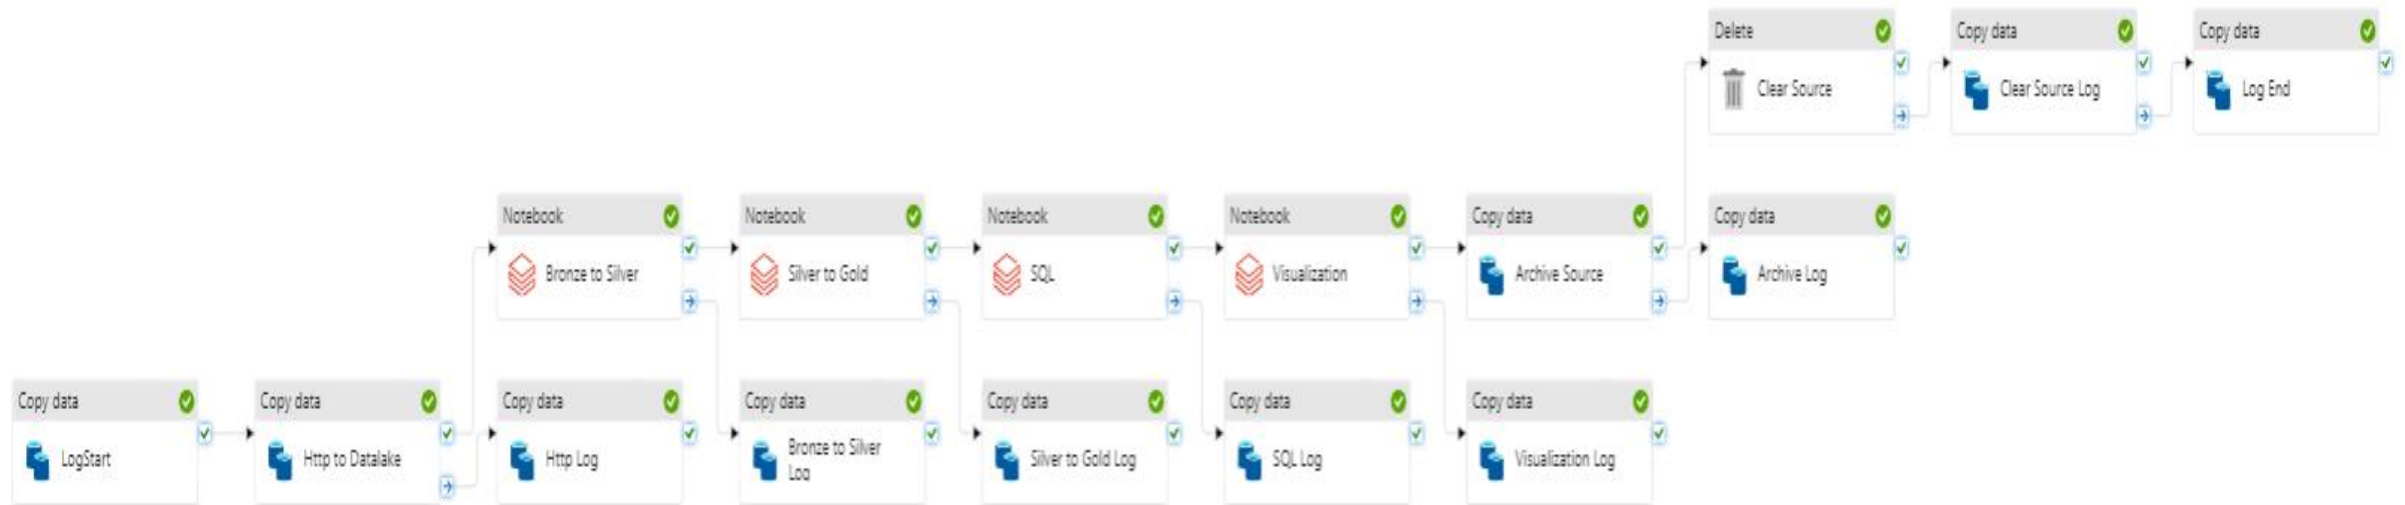 Delete
Clear Source
Copy data
Clear Source Log
Copy data
Log End
Notebook
Bronze to Silver
Notebook
Silver to Gold
Notebook
SQL
Notebook
Visualization
Copy data
Archive Source
Copy data
Archive Log
Copy data
LogStart
Copy data
Http to Datalake
Copy data
Http Log
Copy data
Bronze to Silver
Log
Copy data
Silver to Gold Log
Copy data
SQL Log
Copy data
Visualization Log